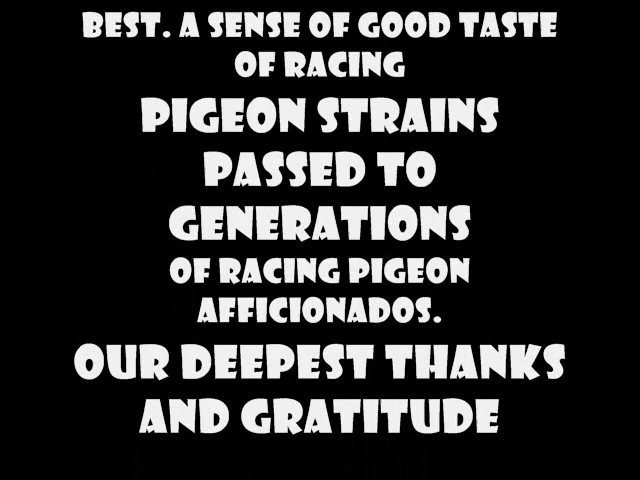 BEST. A SENSE OF GOOD TASTE
OF RACING
PIGEON STRAINS
PASSED TO
GENERATIONS
OF RACING PIGEON
AFFICIONADOS.
OUR DEEPEST THANKS
AND GRATITUDE